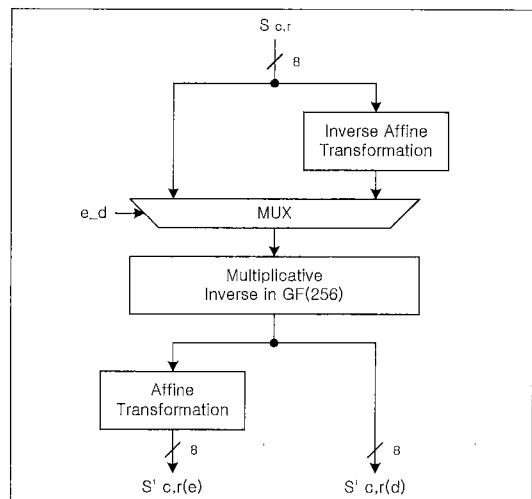 S c,r
8
Inverse Affine
Transformation
e_d
MUX
Multiplicative
Inverse in GF(256)
Affine
Transformation
8
8
S' c,r(e)
S' c,r(d)